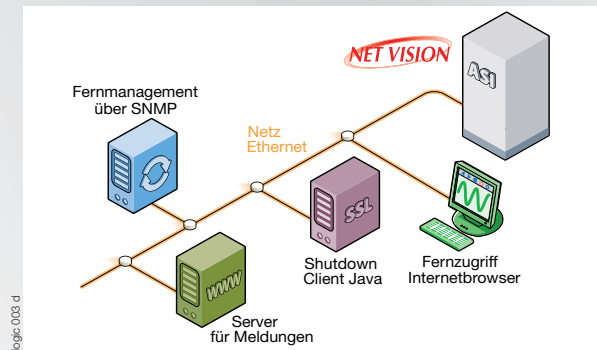 NET VISION
ASI
Fernmanagement
über SNMP
Netz
Ethernet
SSL
Shutdown
Client Java
Fernzugriff
Internetbrowser
WWW
Server
für Meldungen
logic 003 d